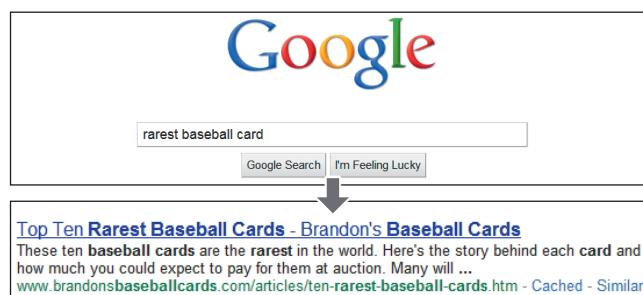 Google
rarest baseball card
Google Search I'm Feeling Lucky
Top Ten Rarest Baseball Cards - Brandon's Baseball Cards
These ten baseball cards are the rarest in the world. Here's the story behind each card and
how much you could expect to pay for them at auction. Many will ...
www.brandonsbaseballcards.com/articles/ten-rarest-baseball-cards.htm - Cached - Similar